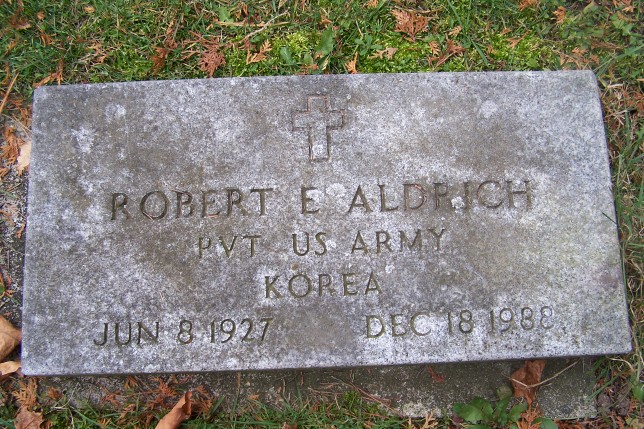 ROBERT E ALDRICH
PVT US ARMY
KOREA
JUN 8 1927 DEC 18 1988